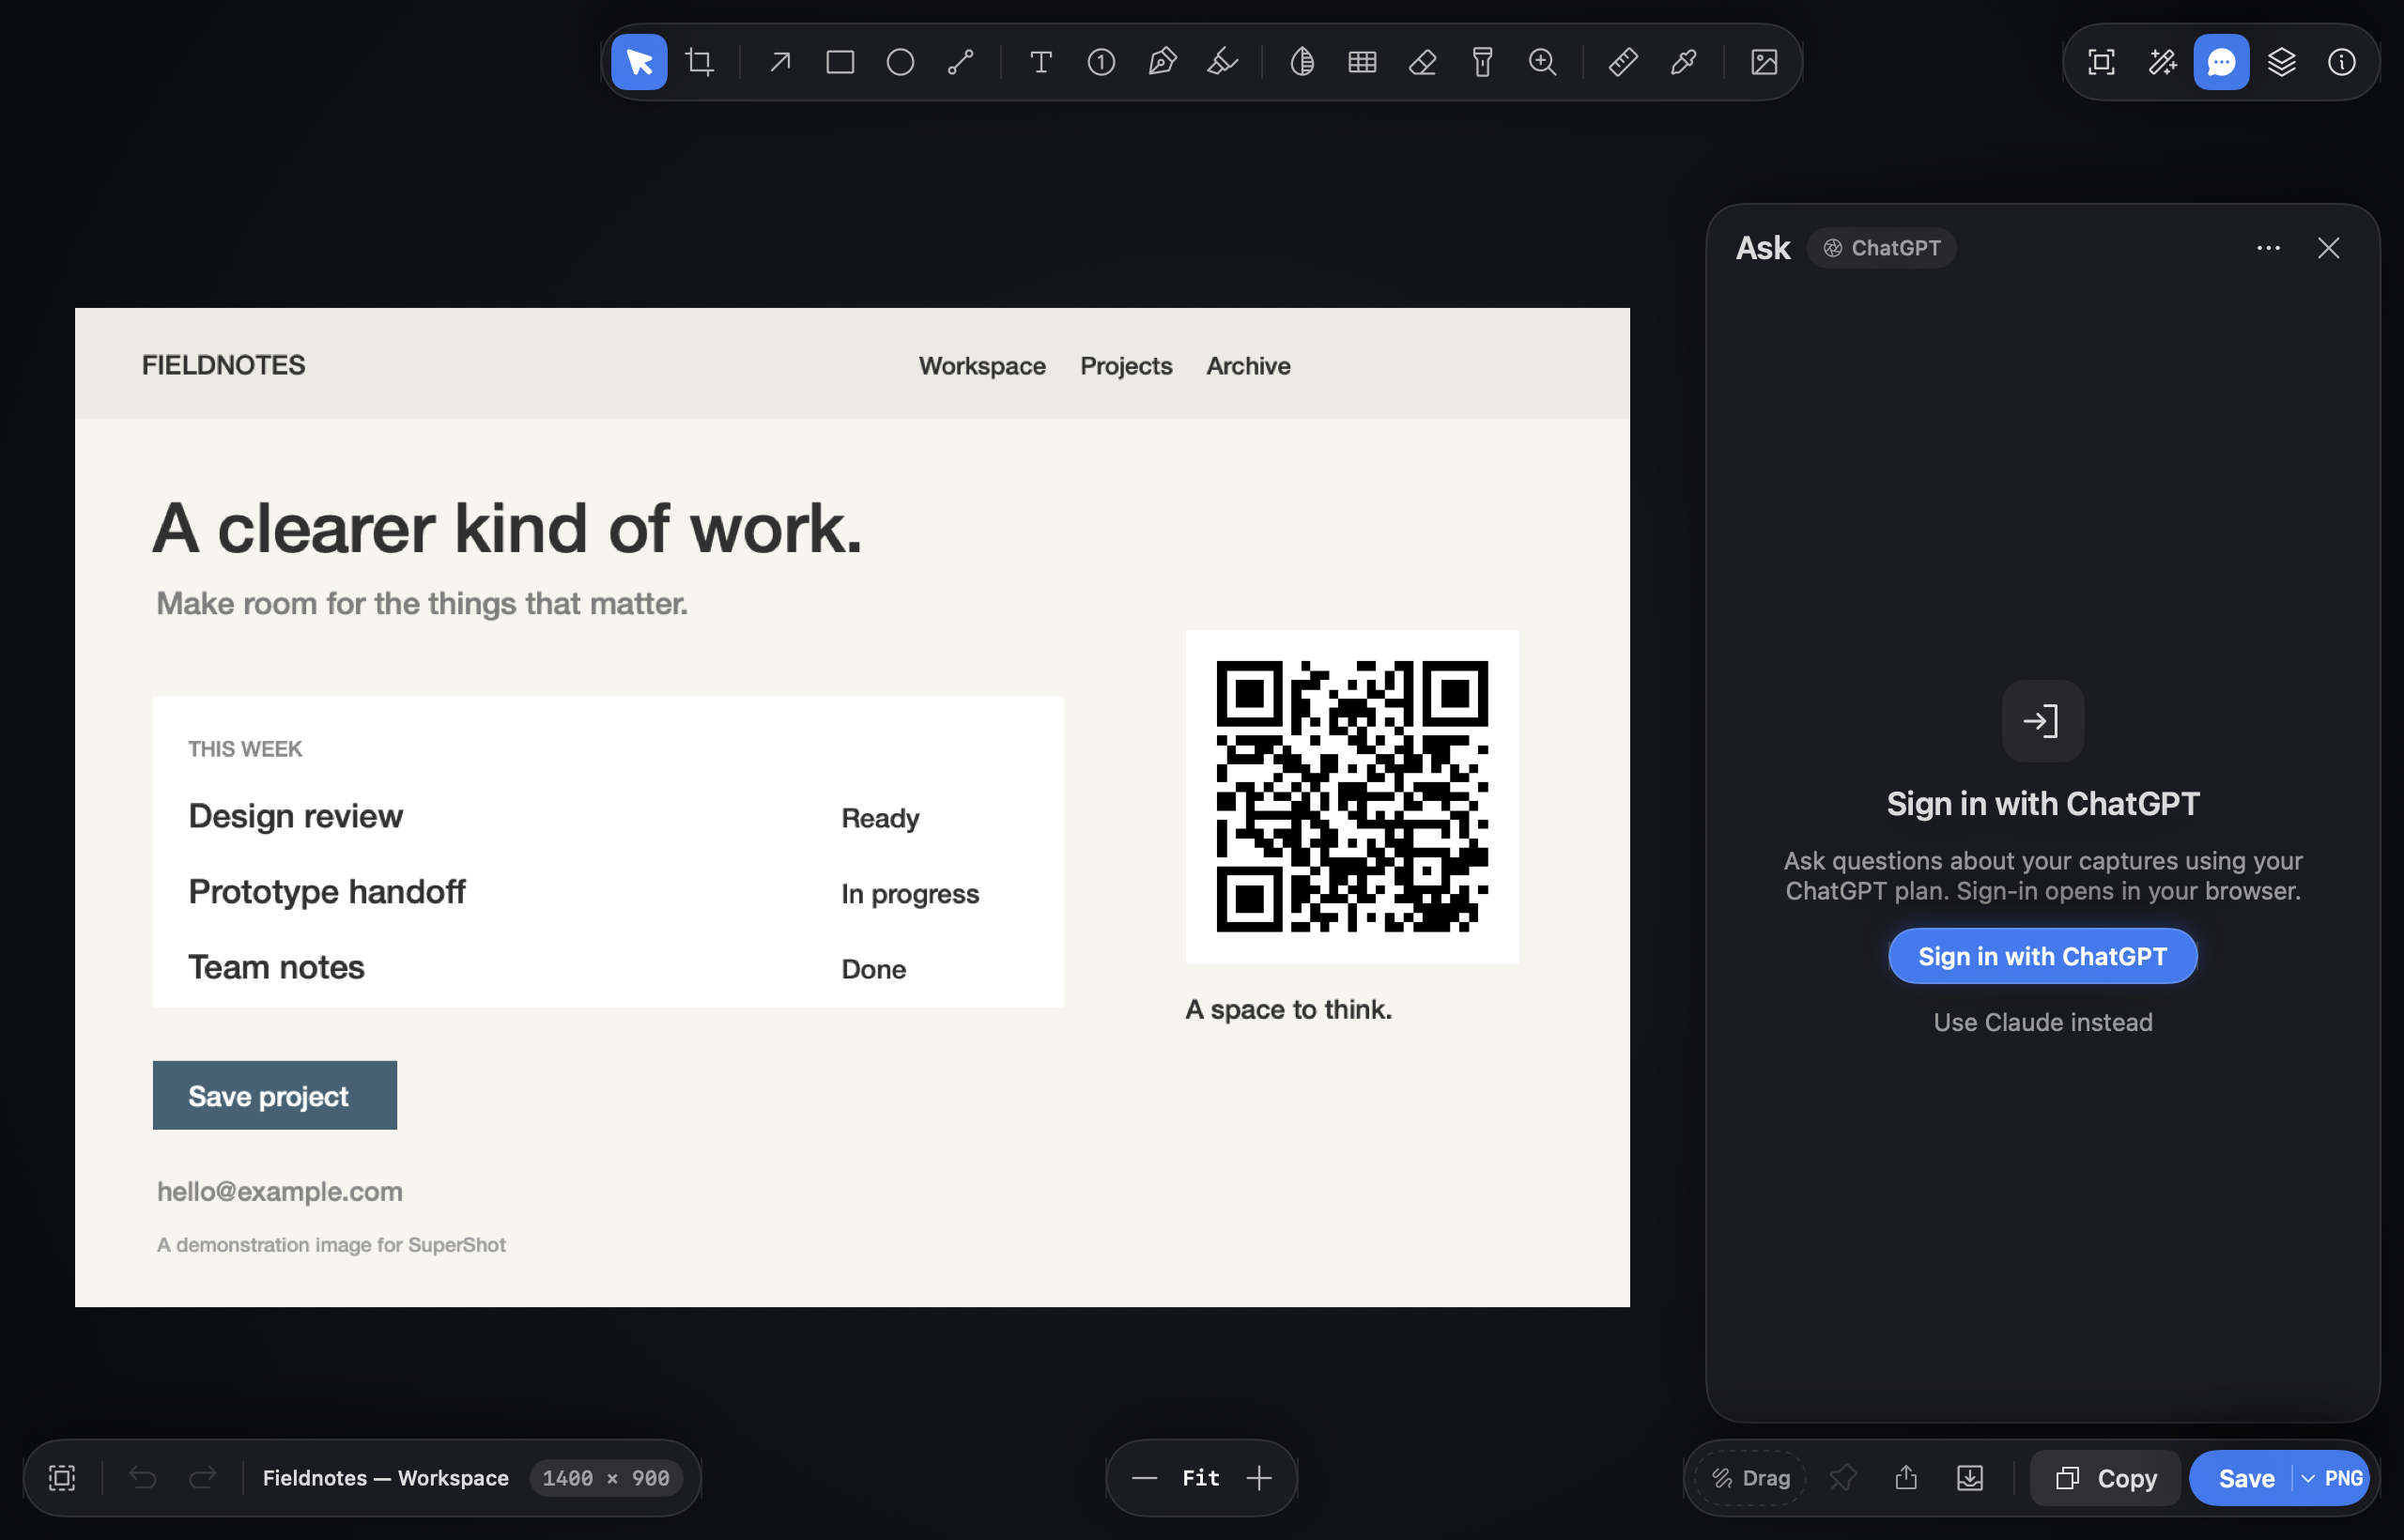 Ask ChatGPT
FIELDNOTES
Workspace Projects Archive
A clearer kind of work.
Make room for the things that matter.
THIS WEEK
Design review Ready
Prototype handoff In progress
Team notes Done
A space to think.
Save project
hello@example.com
A demonstration image for SuperShot
Sign in with ChatGPT
Ask questions about your captures using your
ChatGPT plan. Sign-in opens in your browser.
Sign in with ChatGPT
Use Claude instead
Fieldnotes — Workspace 1400 × 900
Fit
Drag Copy Save PNG